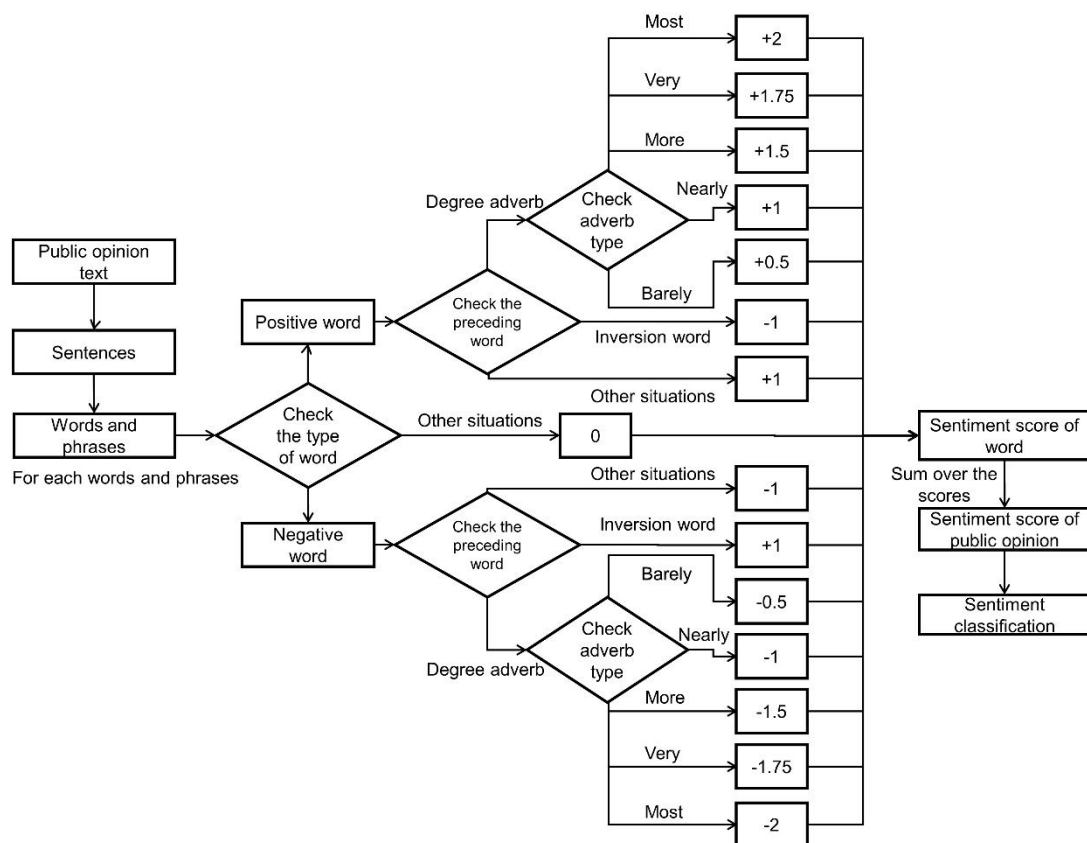 Public opinion
text
Sentences
Words and
phrases
For each words and phrases
Check
the type
of word
Positive word
Check the
preceding
word
Degree adverb
Check
adverb
type
Most
+2
Very
+1.75
More
+1.5
Nearly
+1
Barely
+0.5
Inversion word
-1
Other situations
+1
Other situations
0
Negative
word
Check the
preceding
word
Other situations
-1
Inversion word
+1
Degree adverb
Check
adverb
type
Barely
-0.5
Nearly
-1
More
-1.5
Very
-1.75
Most
-2
Sentiment score of
word
Sum over the
scores
Sentiment score of
public opinion
Sentiment
classification